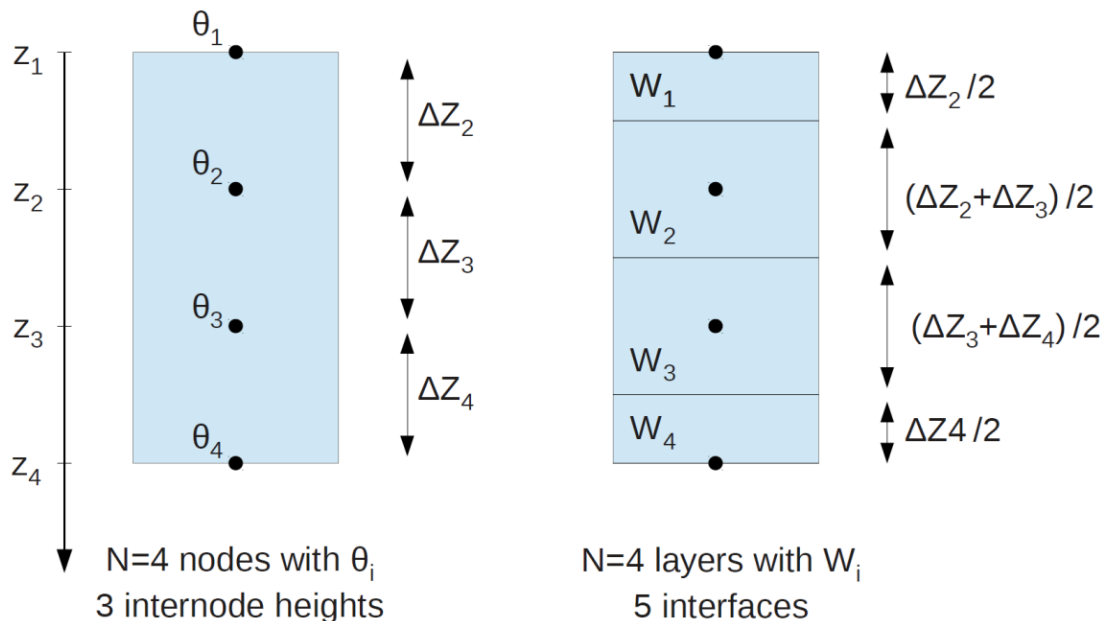 θ₁
z₁
ΔZ₂
θ₂
z₂
ΔZ₃
θ₃
z₃
ΔZ₄
θ₄
z₄
N=4 nodes with θᵢ
3 internode heights
W₁
ΔZ₂ /2
(ΔZ₂+ΔZ₃) /2
W₂
(ΔZ₃+ΔZ₄) /2
W₃
W₄
ΔZ4 /2
N=4 layers with Wᵢ
5 interfaces